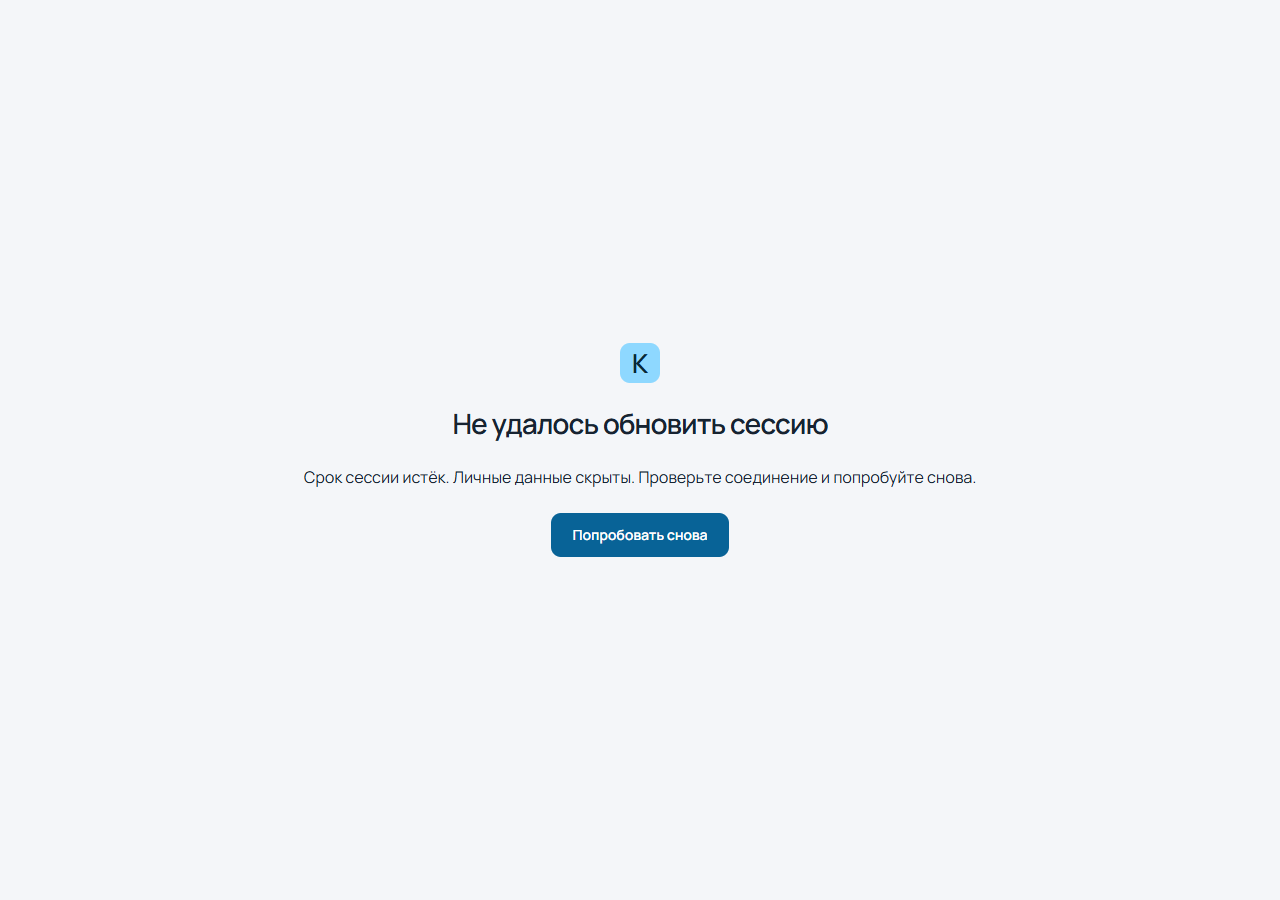 К
Не удалось обновить сессию
Срок сессии истёк. Личные данные скрыты. Проверьте соединение и попробуйте снова.
Попробовать снова